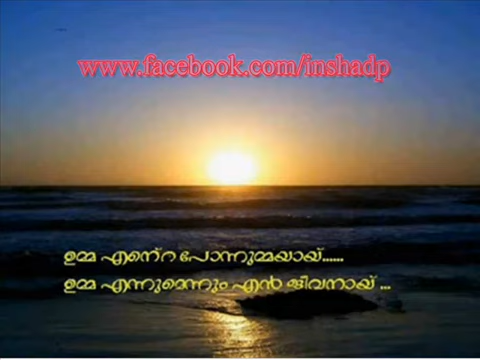 www.facebook.com/inshadp
ഉമ്മ എന്റെ പോന്നുമ്മയായ്......
ഉമ്മ എന്നുമെന്നും എൻ ജീവനായ് ...